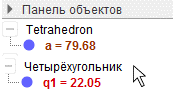 Панель объектов
Tetrahedron
a = 79.68
Четырёхугольник
q1 = 22.05